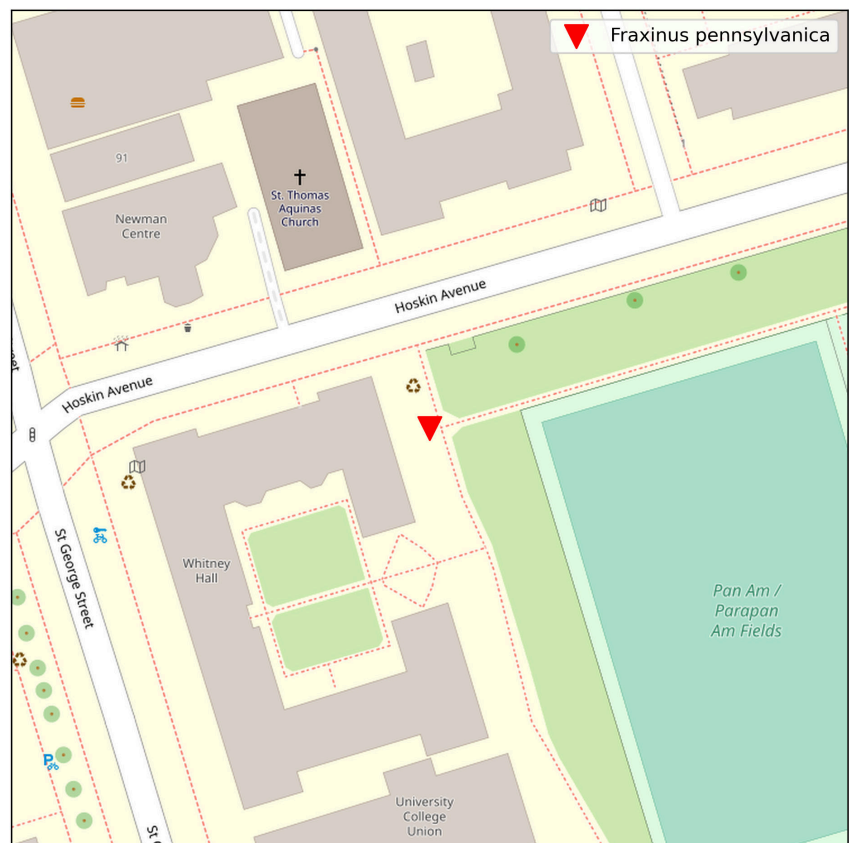 Fraxinus pennsylvanica
91
St. Thomas
Aquinas
Church
Newman
Centre
Hoskin Avenue
Hoskin Avenue
St George Street
Whitney
Hall
Pan Am /
Parapan
Am Fields
P
University
College
Union